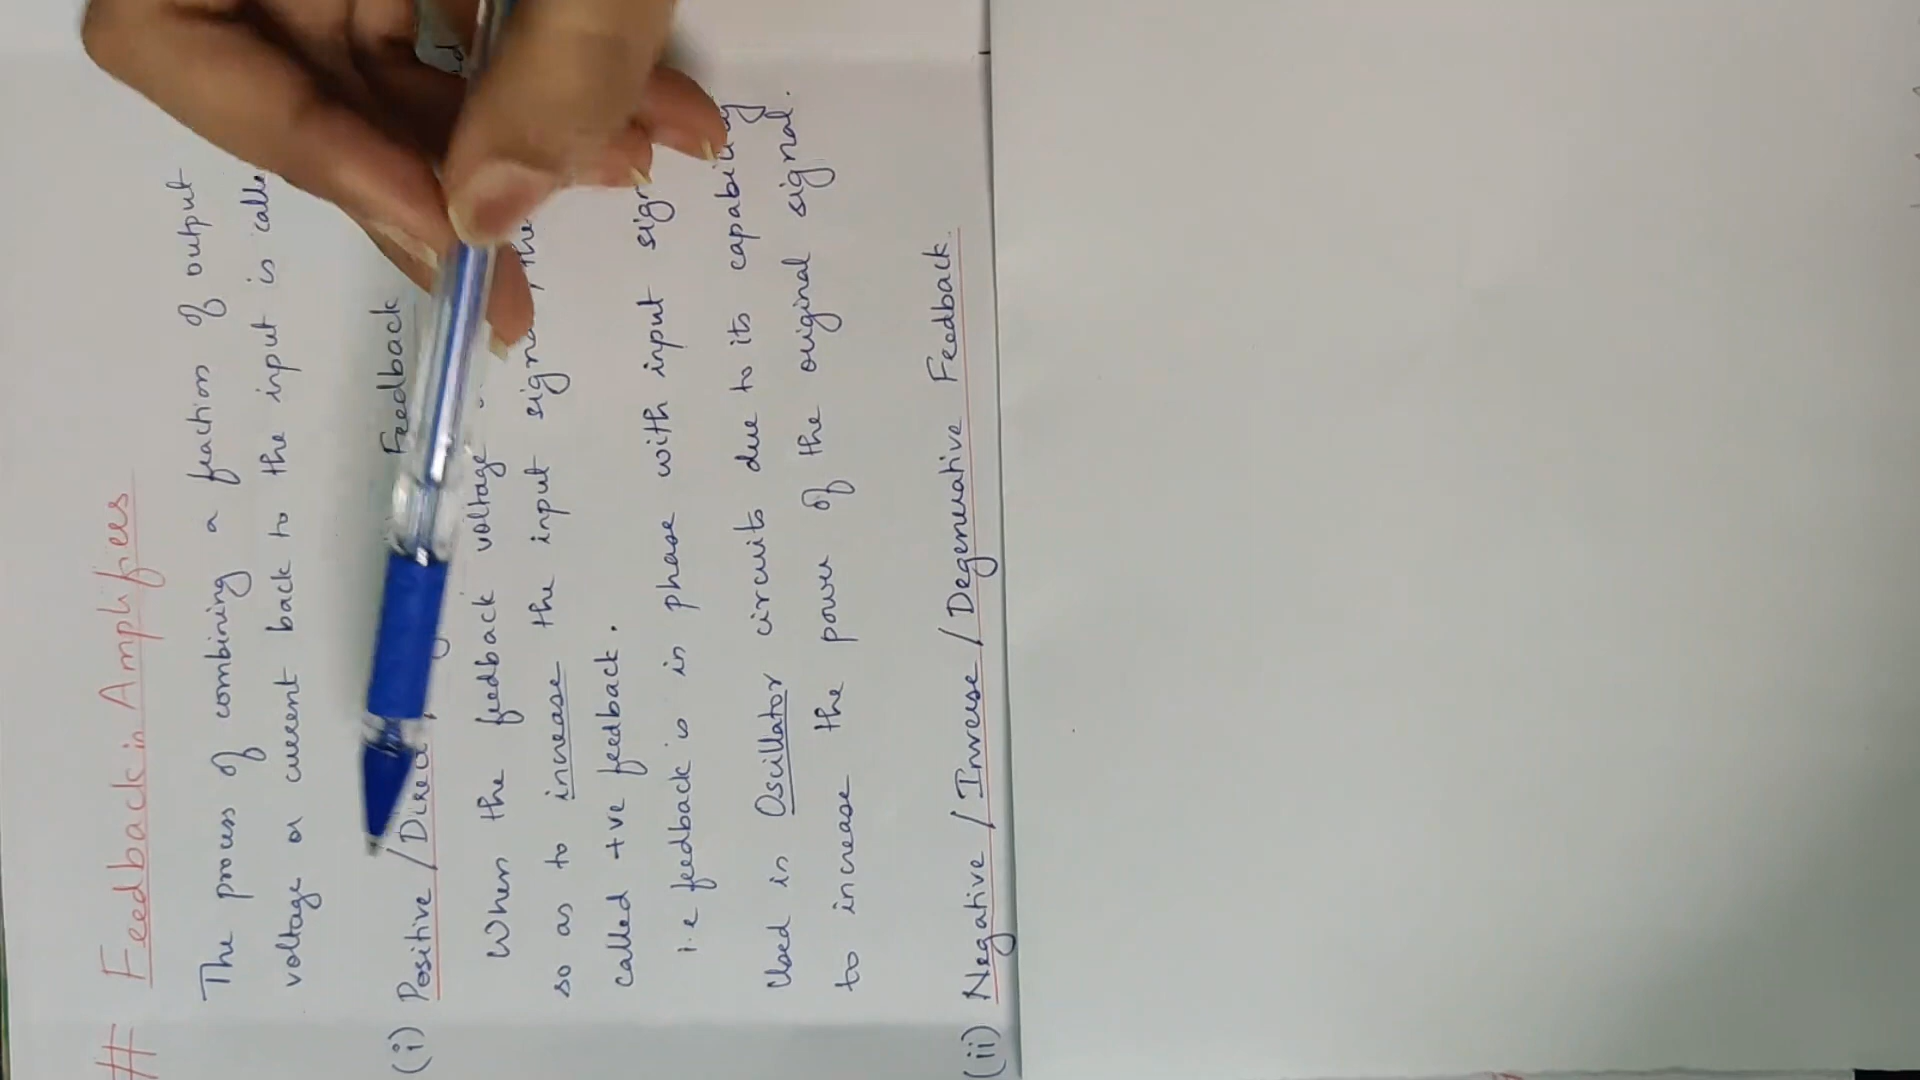 # Feedback in Amplifiers
The process of combining a fraction of output
voltage or current back to the input is
(i) Positive / Feedback
When the feedback voltage
so as to increase the input the
called +ve feedback.
i.e feedback is in phase with input
Used in Oscillator circuits due to its capability
to increase the power of the original signal.
(ii) Negative / Inverse / Degenerative Feedback.